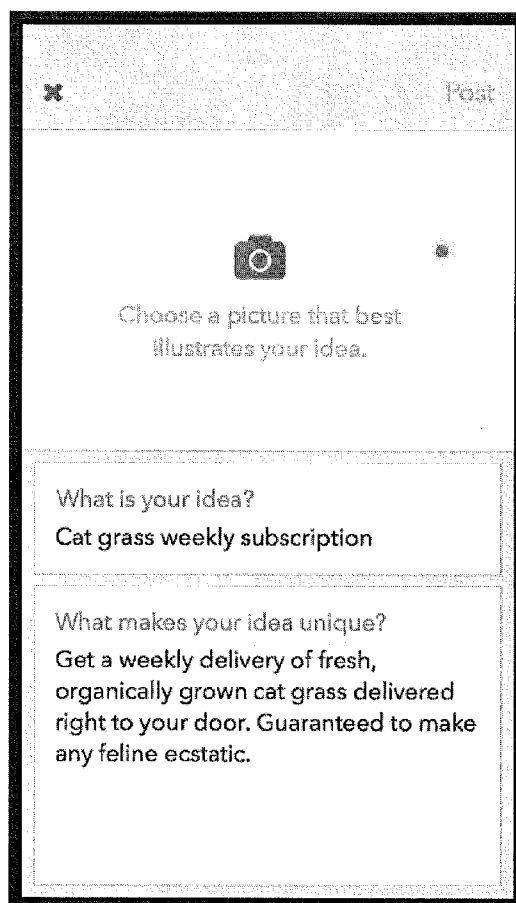 Post
Choose a picture that best
illustrates your idea.
What is your idea?
Cat grass weekly subscription
What makes your idea unique?
Get a weekly delivery of fresh,
organically grown cat grass delivered
right to your door. Guaranteed to make
any feline ecstatic.